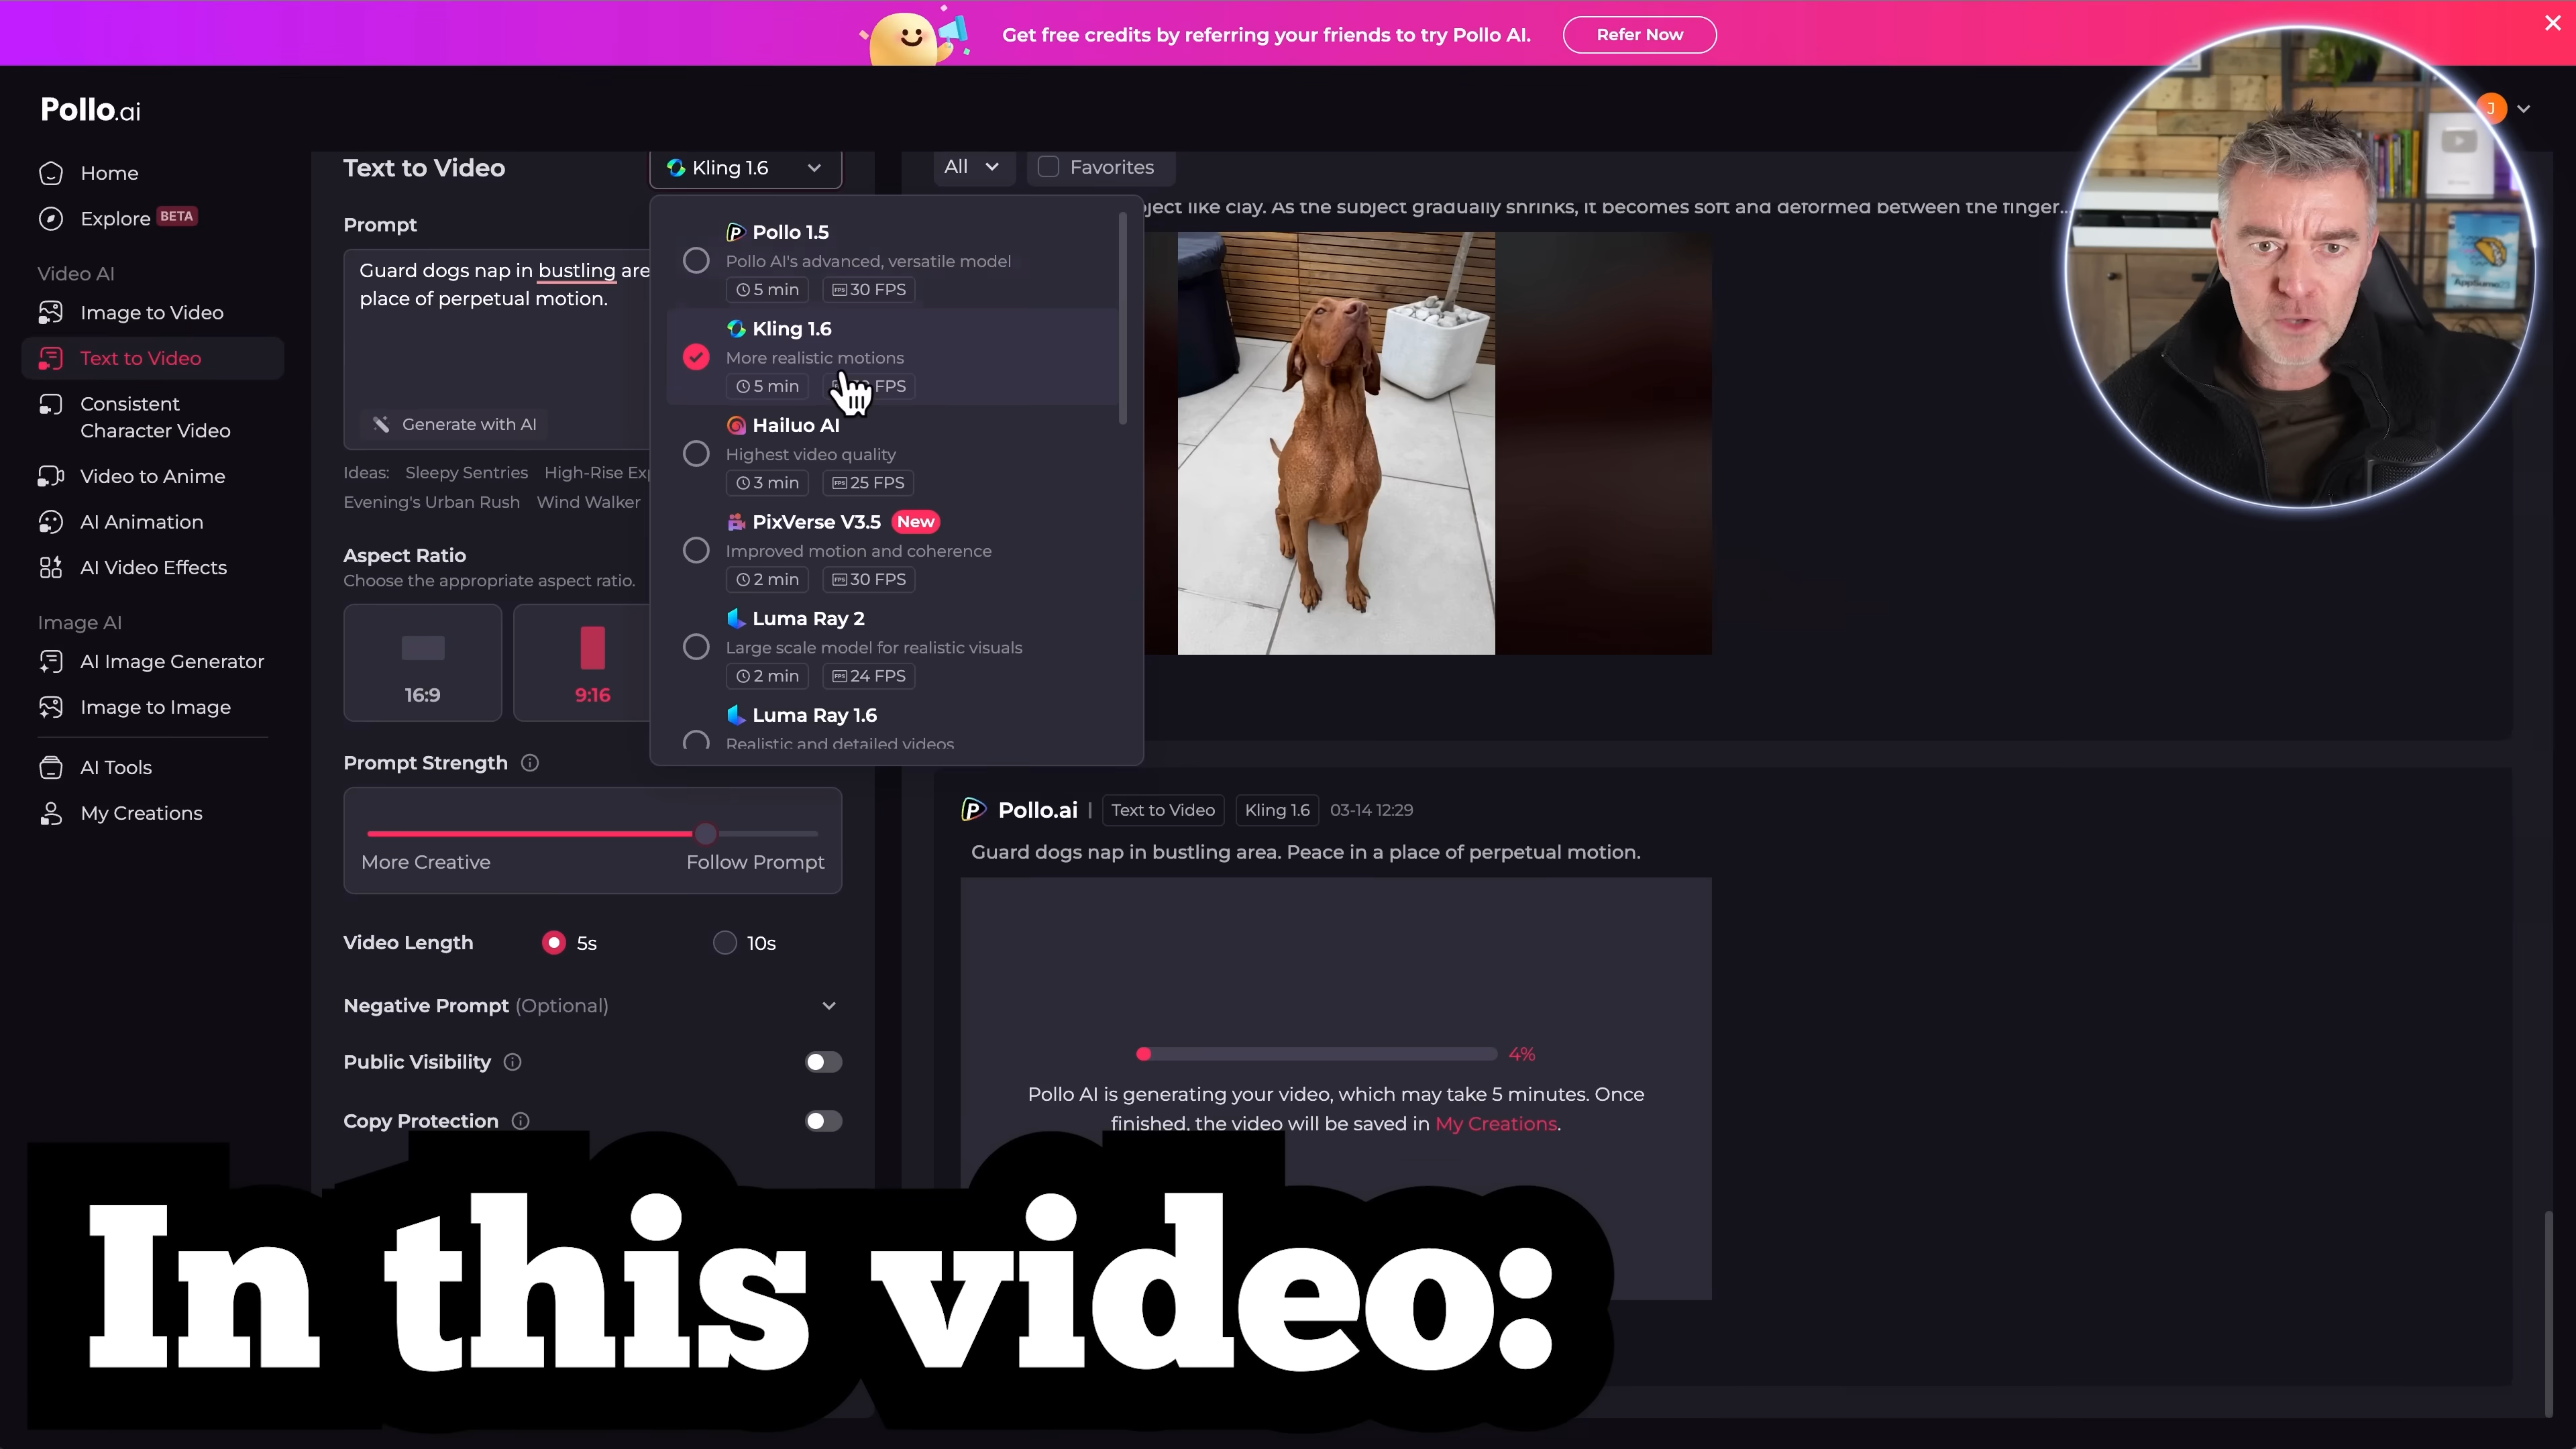 Get free credits by referring your friends to try Pollo AI.
Refer Now
Pollo.ai
J
Home
Explore BETA
Video AI
Image to Video
Text to Video
Consistent
Character Video
Video to Anime
AI Animation
AI Video Effects
Image AI
AI Image Generator
Image to Image
AI Tools
My Creations
Text to Video
Kling 1.6
Prompt
Guard dogs nap in bustling are
place of perpetual motion.
Generate with AI
Ideas: Sleepy Sentries High-Rise Exp
Evening's Urban Rush Wind Walker
Aspect Ratio
Choose the appropriate aspect ratio.
16:9
9:16
Prompt Strength
More Creative
Follow Prompt
Video Length
5s
10s
Negative Prompt (Optional)
Public Visibility
Copy Protection
Pollo 1.5
Pollo AI's advanced, versatile model
5 min
FPS 30 FPS
Kling 1.6
More realistic motions
5 min
FPS
Hailuo AI
Highest video quality
3 min
FPS 25 FPS
PixVerse V3.5 New
Improved motion and coherence
2 min
FPS 30 FPS
Luma Ray 2
Large scale model for realistic visuals
2 min
FPS 24 FPS
Luma Ray 1.6
Realistic and detailed videos
All
Favorites
ject like clay. As the subject gradually shrinks, it becomes soft and deformed between the finger...
Pollo.ai | Text to Video Kling 1.6 03-14 12:29
Guard dogs nap in bustling area. Peace in a place of perpetual motion.
4%
Pollo AI is generating your video, which may take 5 minutes. Once
finished, the video will be saved in My Creations.
In this video: